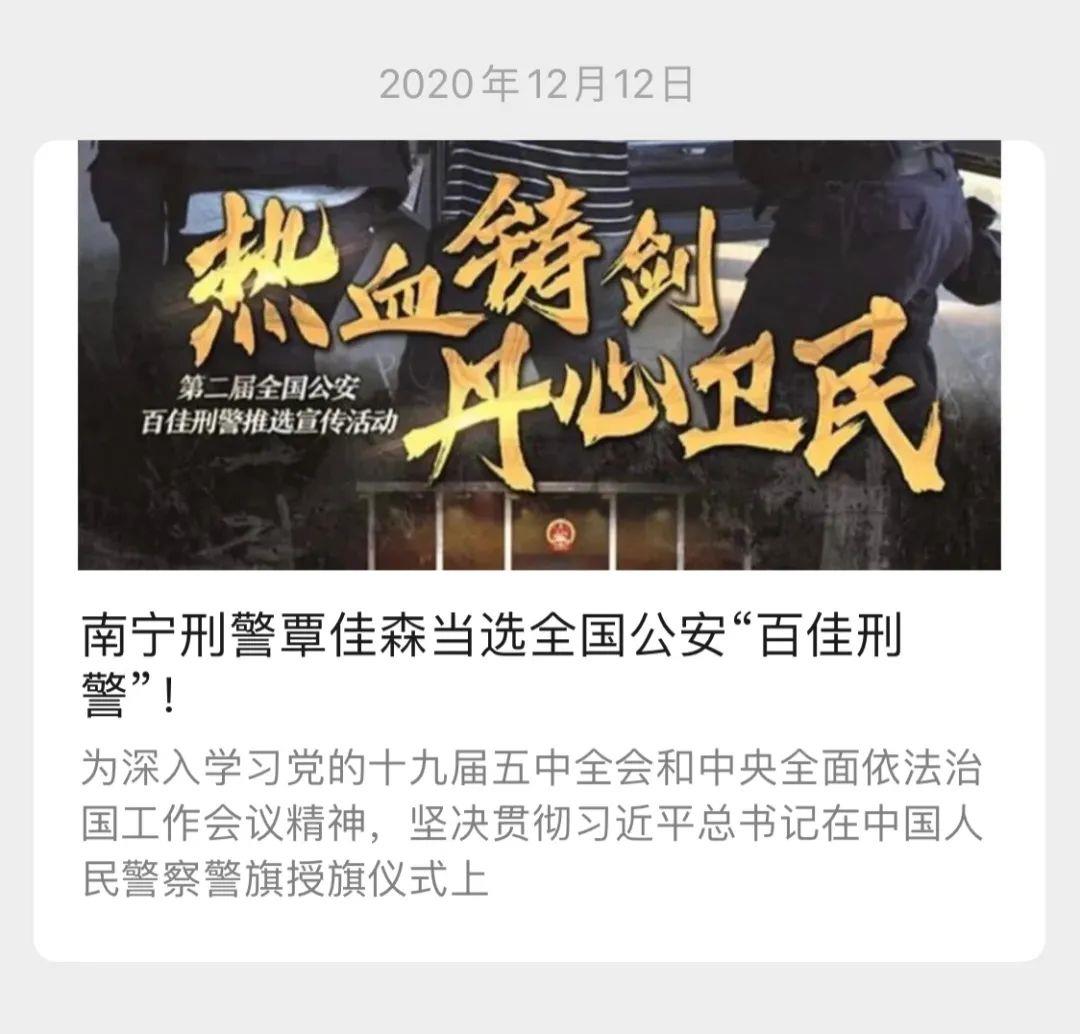 2020年12月12日
热血铸剑
丹心卫民
第二届全国公安
百佳刑警推选宣传活动
南宁刑警覃佳森当选全国公安“百佳刑
警”！
为深入学习党的十九届五中全会和中央全面依法治
国工作会议精神，坚决贯彻习近平总书记在中国人
民警察警旗授旗仪式上